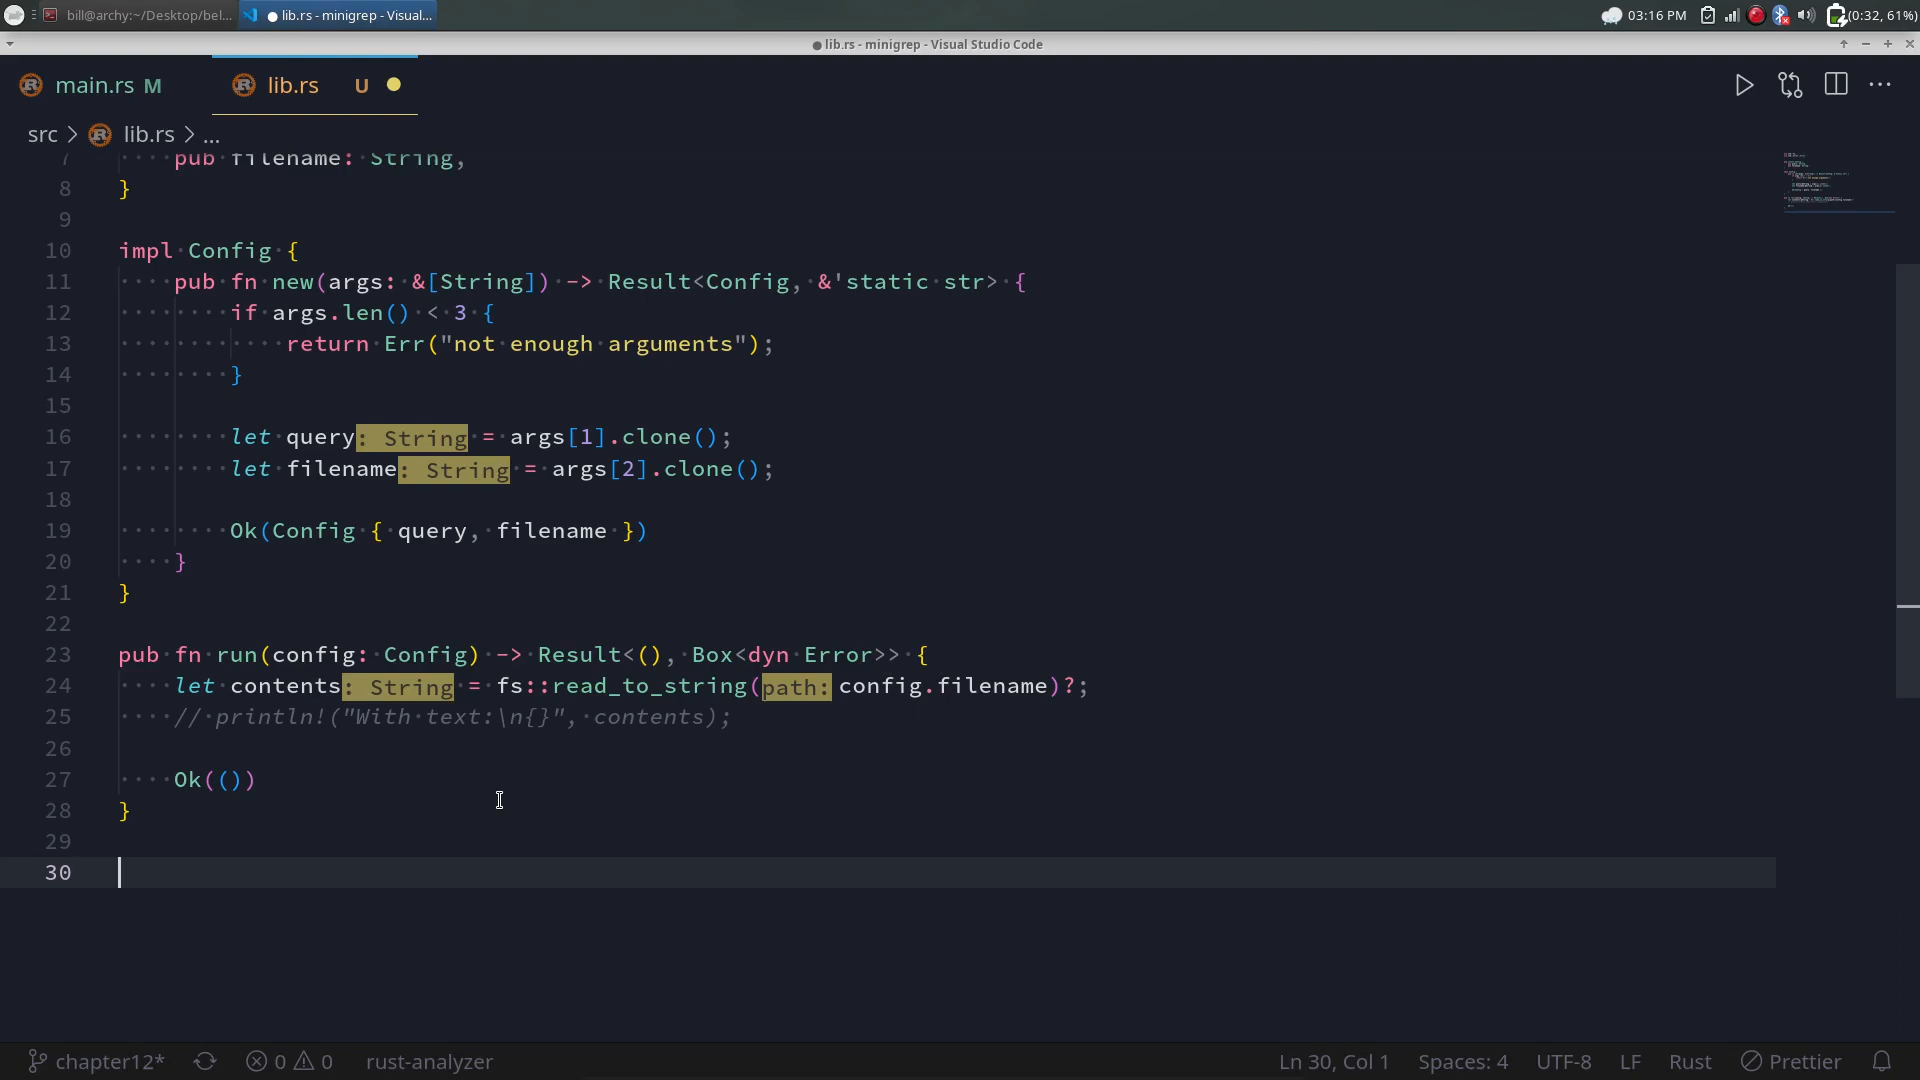 bill@archy:~/Desktop/bel...
● lib.rs - minigrep - Visual...
03:16 PM
(0:32, 61%)
● lib.rs - minigrep - Visual Studio Code
main.rs M
lib.rs U
src > lib.rs > ...
7 pub filename: String,
8 }
9
10 impl Config {
11 pub fn new(args: &[String]) -> Result<Config, &'static str> {
12 if args.len() < 3 {
13 return Err("not enough arguments");
14 }
15
16 let query: String = args[1].clone();
17 let filename: String = args[2].clone();
18
19 Ok(Config { query, filename })
20 }
21 }
22
23 pub fn run(config: Config) -> Result<(), Box<dyn Error>> {
24 let contents: String = fs::read_to_string(path: config.filename)?;
25 // println!("With text:\n{}", contents);
26
27 Ok(())
28 }
29
30
chapter12* 0 0 rust-analyzer Ln 30, Col 1 Spaces: 4 UTF-8 LF Rust Prettier